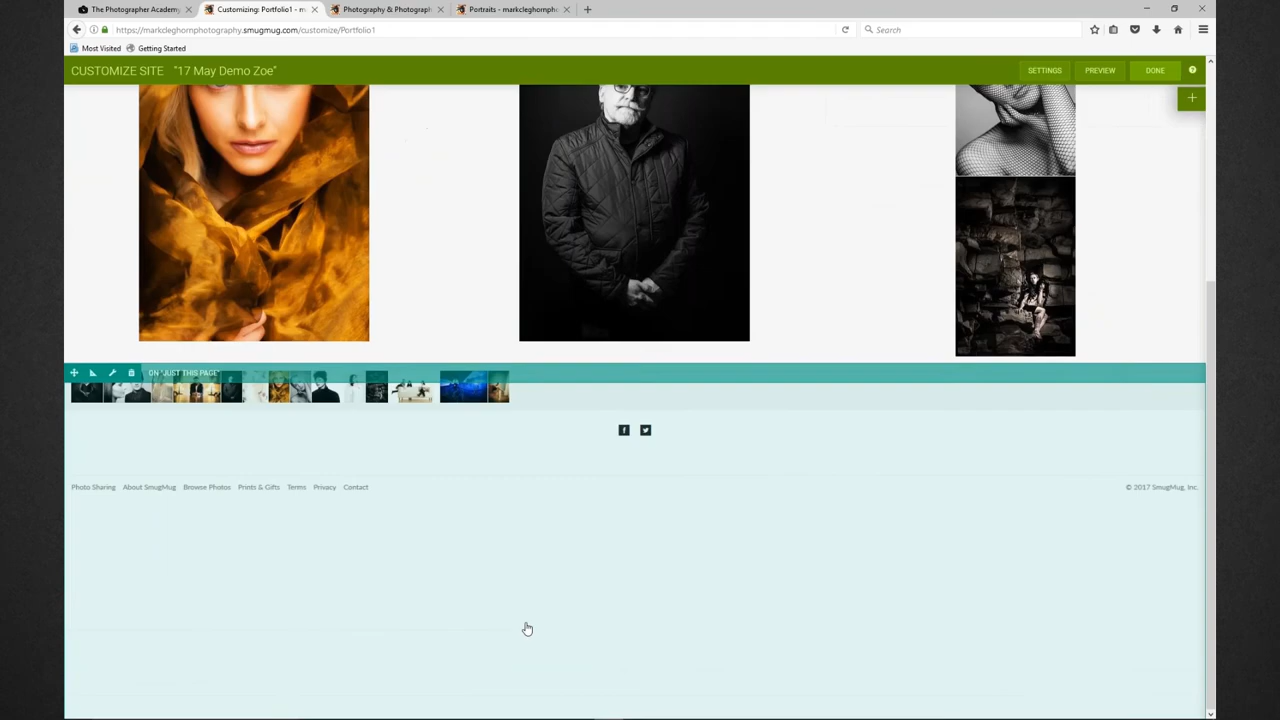 The Photographer Academy
Customizing: Portfolio1 - m
Photography & Photograph
Portraits - markcleghornpho
https://markcleghornphotography.smugmug.com/customize/Portfolio1
Search
Most Visited
Getting Started
CUSTOMIZE SITE "17 May Demo Zoe"
SETTINGS
PREVIEW
DONE
ON "JUST THIS PAGE"
Photo Sharing About SmugMug Browse Photos Prints & Gifts Terms Privacy Contact
© 2017 SmugMug, Inc.